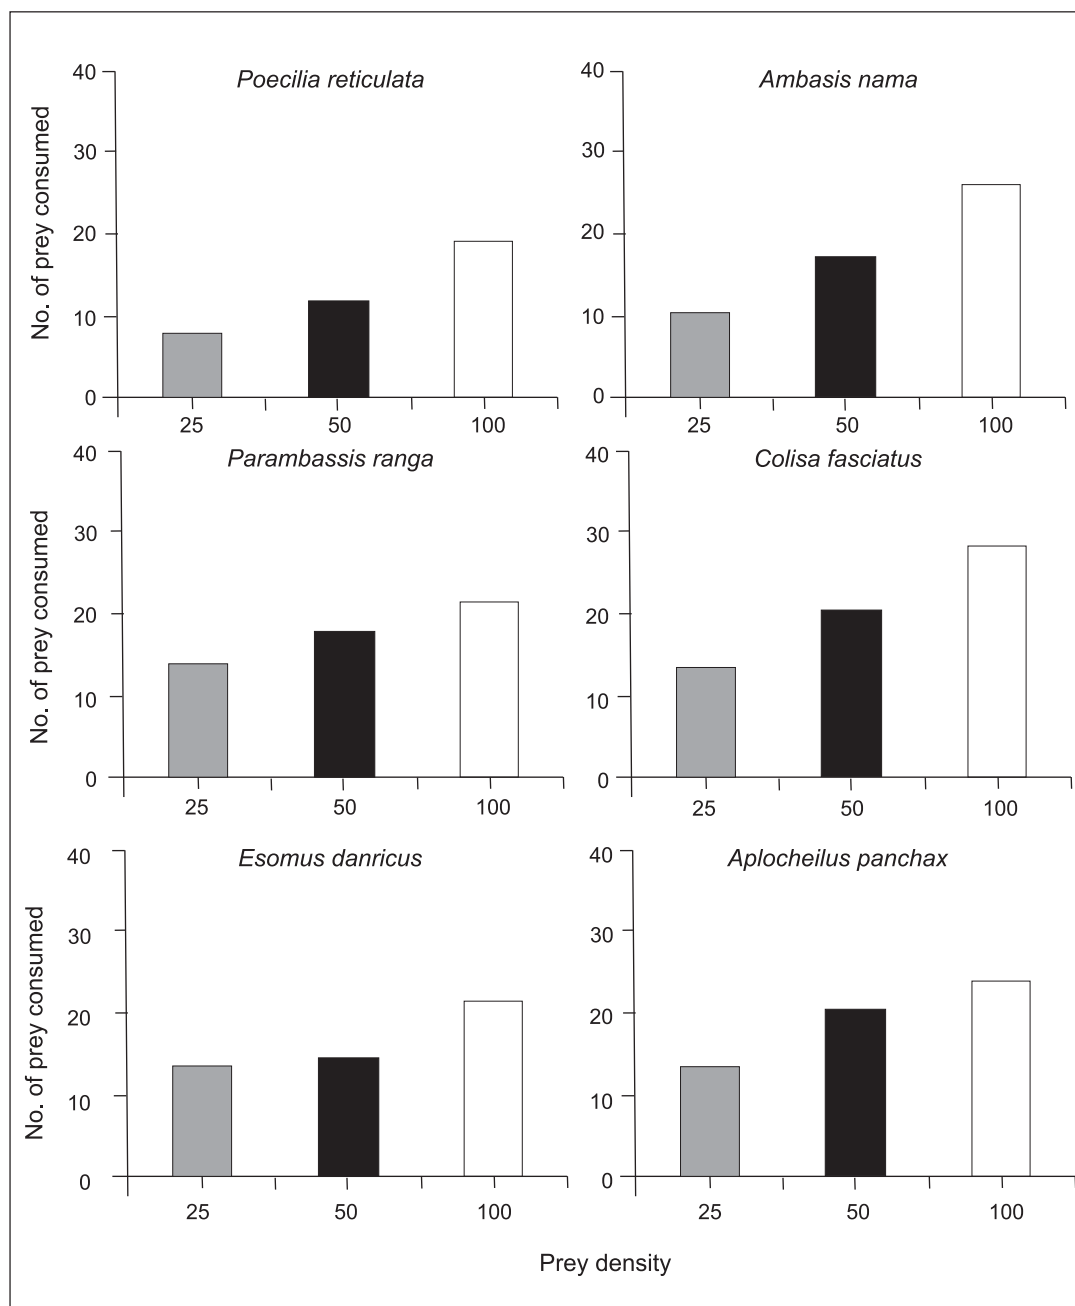 Poecilia reticulata
No. of prey consumed
40
30
20
10
0
25 50 100
Ambasis nama
40
30
20
10
0
25 50 100
Parambassis ranga
No. of prey consumed
40
30
20
10
0
25 50 100
Colisa fasciatus
40
30
20
10
0
25 50 100
Esomus danricus
No. of prey consumed
40
30
20
10
0
25 50 100
Aplocheilus panchax
40
30
20
10
0
25 50 100
Prey density